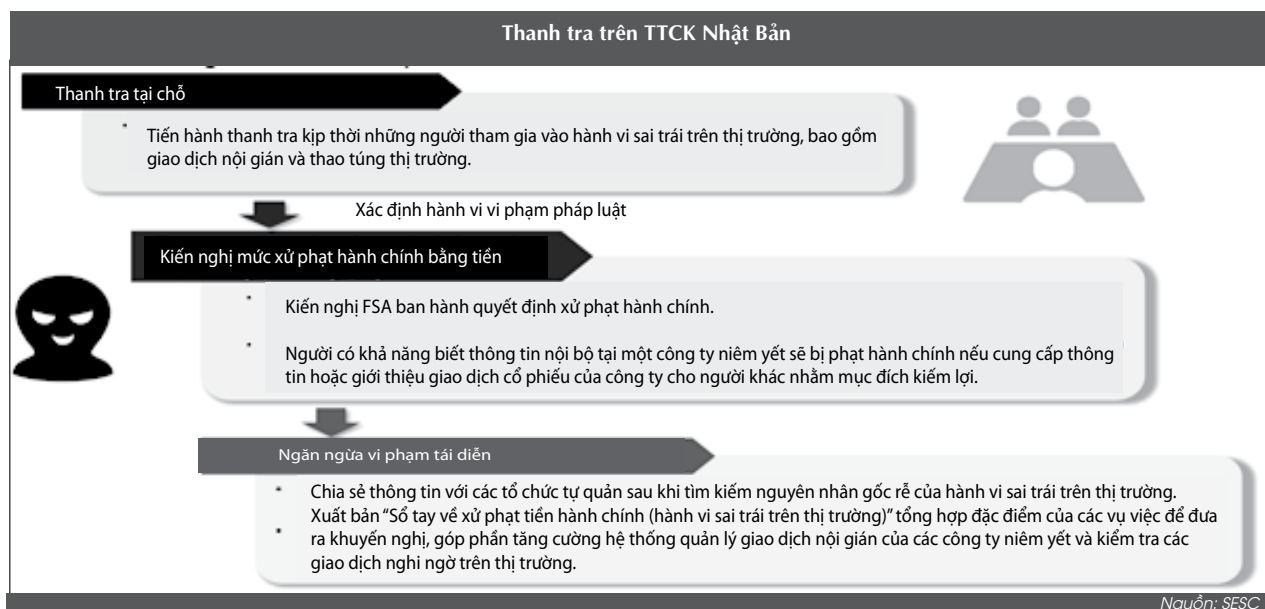 Thanh tra trên TTCK Nhật Bản
Thanh tra tại chỗ
Tiến hành thanh tra kịp thời những người tham gia vào hành vi sai trái trên thị trường, bao gồm
giao dịch nội gián và thao túng thị trường.
Xác định hành vi vi phạm pháp luật
Kiến nghị mức xử phạt hành chính bằng tiền
Kiến nghị FSA ban hành quyết định xử phạt hành chính.
Người có khả năng biết thông tin nội bộ tại một công ty niêm yết sẽ bị phạt hành chính nếu cung cấp thông
tin hoặc giới thiệu giao dịch cổ phiếu của công ty cho người khác nhằm mục đích kiếm lợi.
Ngăn ngừa vi phạm tái diễn
Chia sẻ thông tin với các tổ chức tự quản sau khi tìm kiếm nguyên nhân gốc rễ của hành vi sai trái trên thị trường.
Xuất bản "Sổ tay về xử phạt tiền hành chính (hành vi sai trái trên thị trường)" tổng hợp đặc điểm của các vụ việc để đưa
ra khuyến nghị, góp phần tăng cường hệ thống quản lý giao dịch nội gián của các công ty niêm yết và kiểm tra các
giao dịch nghi ngờ trên thị trường.
Nguồn: SESC